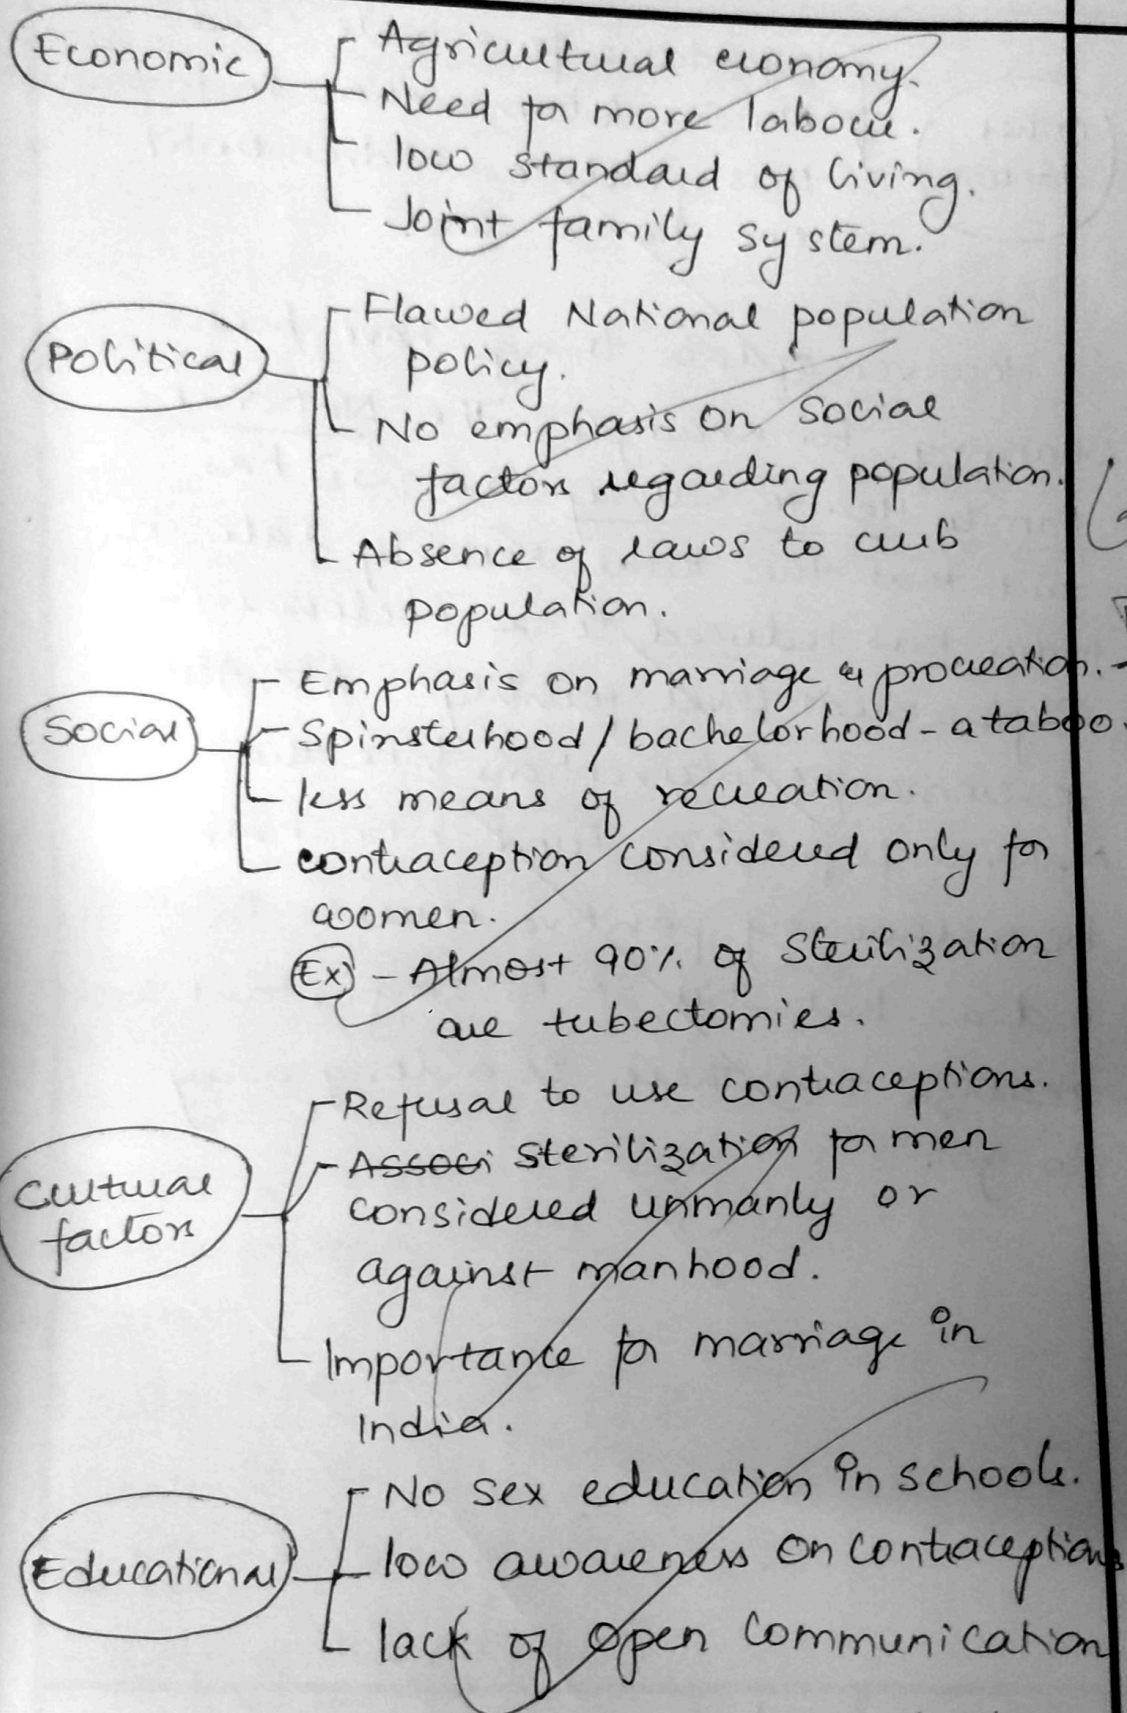 Economic
Agricultural economy.
Need for more labour.
low standard of living.
Joint family system.
Political
Flawed National population
policy.
No emphasis on social
factors regarding population.
Absence of laws to curb
population.
Social
Emphasis on marriage & procreation.
Spinsterhood / bachelorhood - a taboo.
less means of recreation.
contraception considered only for
women.
Ex - Almost 90% of Sterilization
are tubectomies.
Cultural
factors
Refusal to use contraceptions.
Associ Sterilization for men
considered unmanly or
against manhood.
Importance for marriage in
India.
Educational
No sex education in schools.
low awareness on contraceptions
lack of open communication